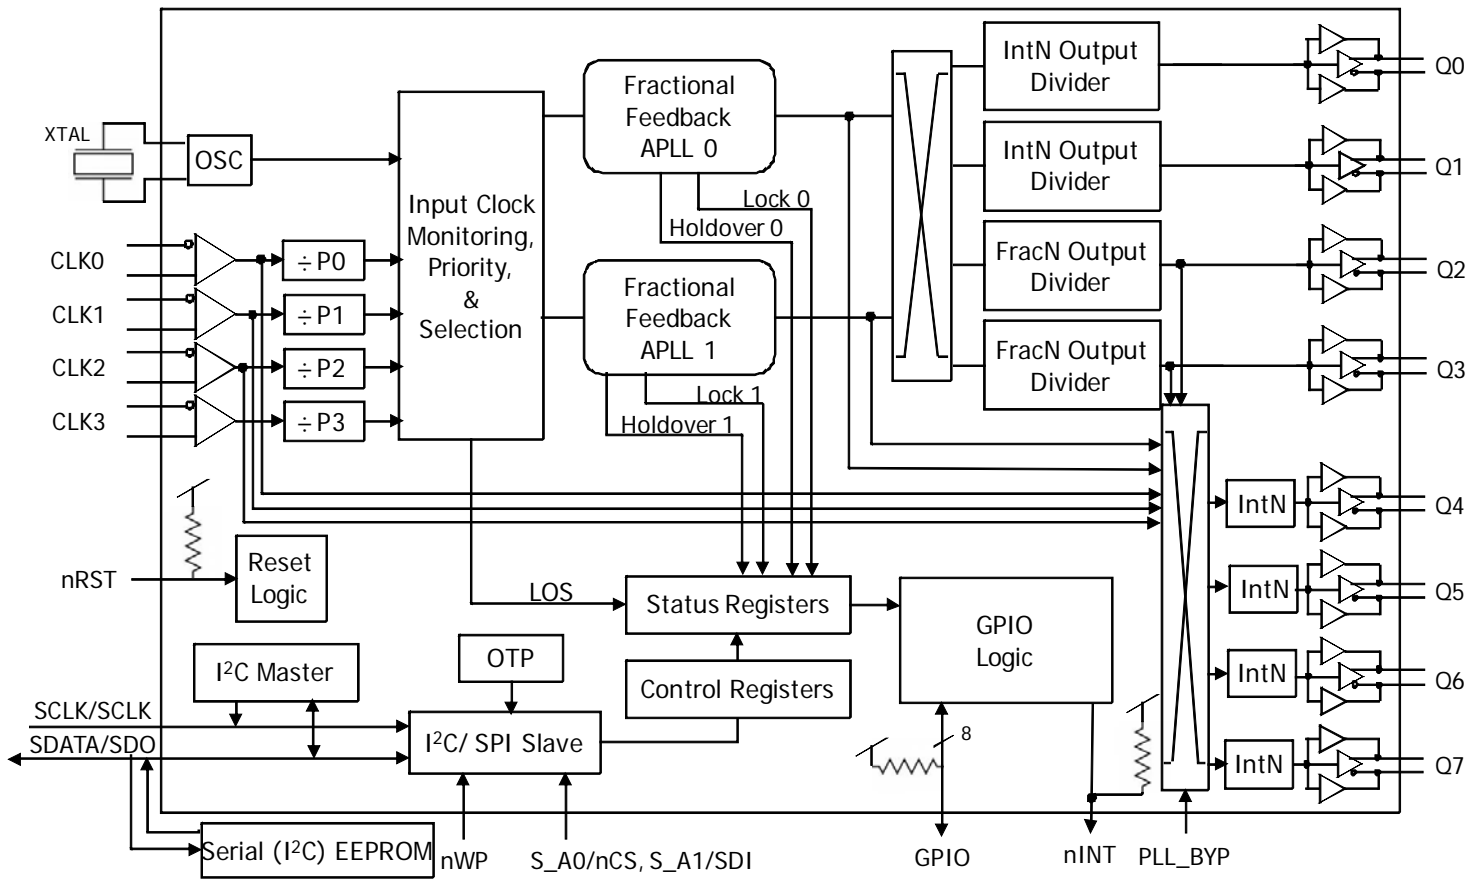 XTAL
OSC
CLK0
CLK1
CLK2
CLK3
÷P0
÷P1
÷P2
÷P3
Input Clock
Monitoring,
Priority,
&
Selection
Fractional
Feedback
APLL 0
Lock 0
Holdover 0
Fractional
Feedback
APLL 1
Lock 1
Holdover 1
IntN Output
Divider
IntN Output
Divider
FracN Output
Divider
FracN Output
Divider
Q0
Q1
Q2
Q3
IntN
Q4
IntN
Q5
IntN
Q6
IntN
Q7
nRST
Reset
Logic
LOS
Status Registers
GPIO
Logic
OTP
I²C Master
Control Registers
SCLK/SCLK
SDATA/SDO
I²C/ SPI Slave
8
Serial (I²C) EEPROM
nWP
S_A0/nCS, S_A1/SDI
GPIO
nINT
PLL_BYP